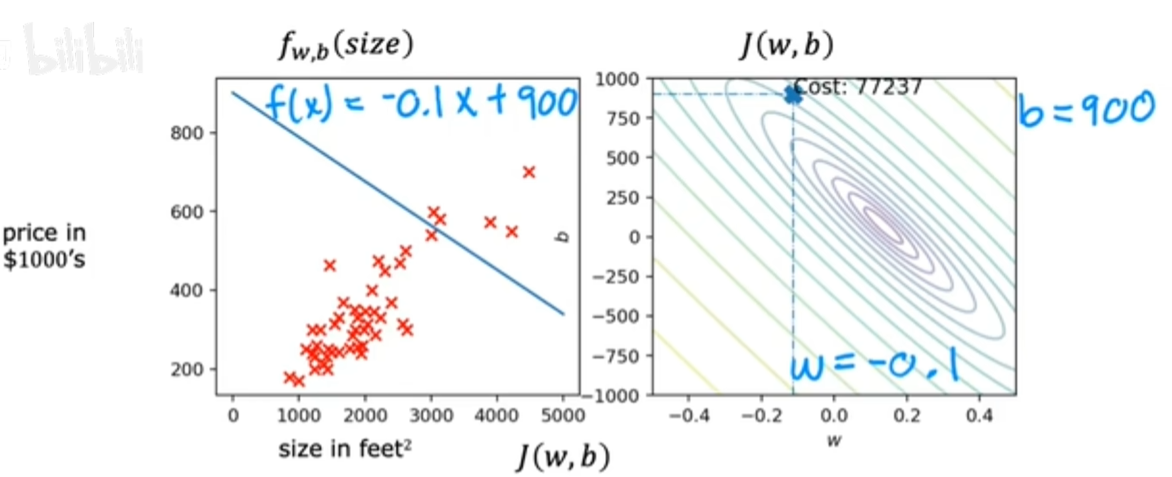 bilibili
f_{w,b}(size)
J(w,b)
f(x) = -0.1x + 900
Cost: 77237
b = 900
w = -0.1
price in
$1000's
800
600
400
200
0 1000 2000 3000 4000 5000
size in feet²
J(w,b)
b
1000
750
500
250
0
−250
−500
−750
−1000
−0.4 −0.2 0.0 0.2 0.4
w